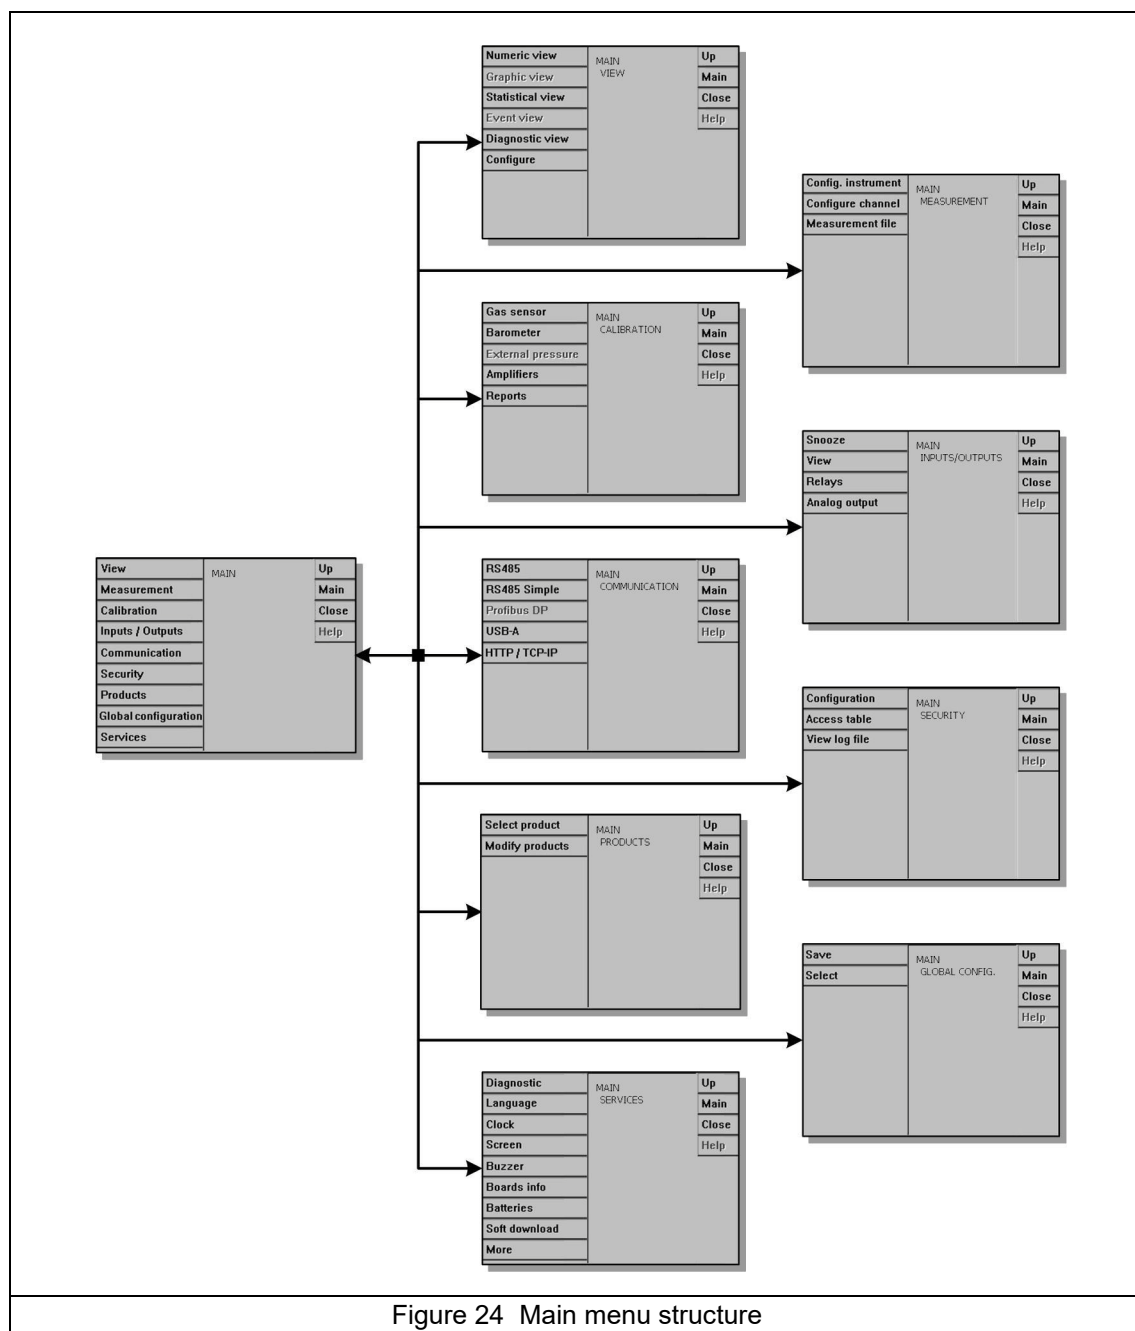 Numeric view
Graphic view
Statistical view
Event view
Diagnostic view
Configure
MAIN
VIEW
Up
Main
Close
Help
Config. instrument
Configure channel
Measurement file
MAIN
MEASUREMENT
Up
Main
Close
Help
Gas sensor
Barometer
External pressure
Amplifiers
Reports
MAIN
CALIBRATION
Up
Main
Close
Help
Snooze
View
Relays
Analog output
MAIN
INPUTS/OUTPUTS
Up
Main
Close
Help
View
Measurement
Calibration
Inputs / Outputs
Communication
Security
Products
Global configuration
Services
MAIN
Up
Main
Close
Help
RS485
RS485 Simple
Profibus DP
USB-A
HTTP / TCP-IP
MAIN
COMMUNICATION
Up
Main
Close
Help
Configuration
Access table
View log file
MAIN
SECURITY
Up
Main
Close
Help
Select product
Modify products
MAIN
PRODUCTS
Up
Main
Close
Help
Save
Select
MAIN
GLOBAL CONFIG.
Up
Main
Close
Help
Diagnostic
Language
Clock
Screen
Buzzer
Boards info
Batteries
Soft download
More
MAIN
SERVICES
Up
Main
Close
Help
Figure 24 Main menu structure